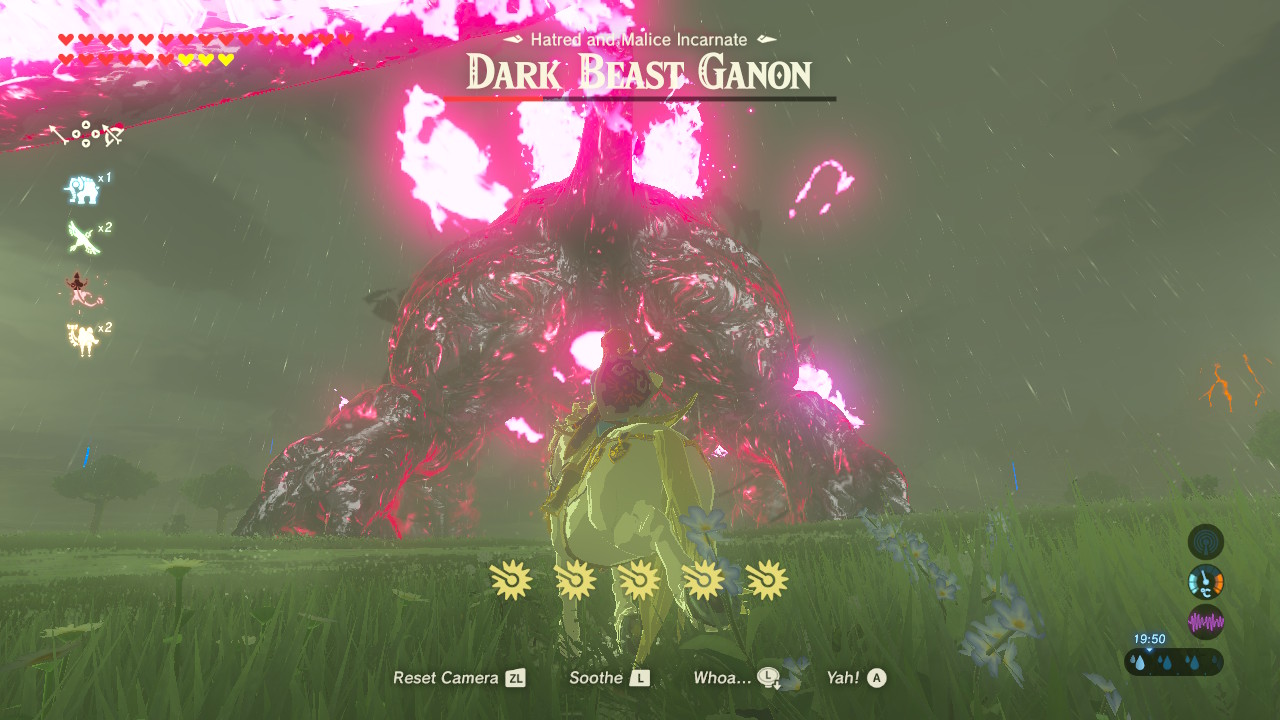 Hatred and Malice Incarnate
DARK BEAST GANON
x1
x2
x2
19:50
°C
Reset Camera ZL Soothe L Whoa... L Yah! A